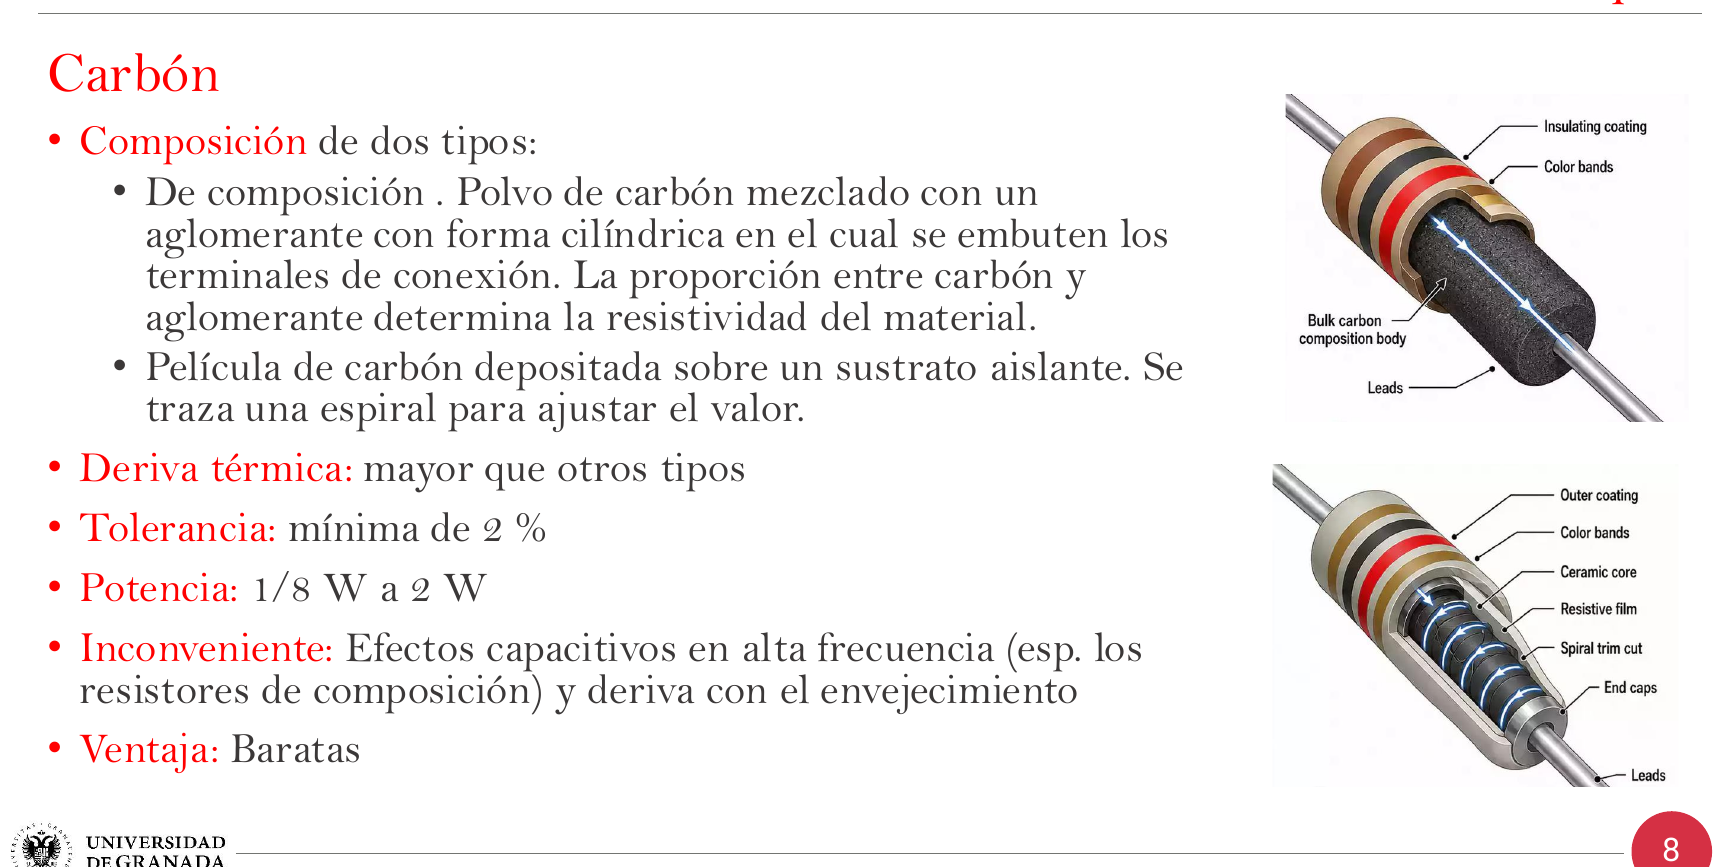 Carbón
• Composición de dos tipos:
• De composición . Polvo de carbón mezclado con un
aglomerante con forma cilíndrica en el cual se embuten los
terminales de conexión. La proporción entre carbón y
aglomerante determina la resistividad del material.
• Película de carbón depositada sobre un sustrato aislante. Se
traza una espiral para ajustar el valor.
• Deriva térmica: mayor que otros tipos
• Tolerancia: mínima de 2 %
• Potencia: 1/8 W a 2 W
• Inconveniente: Efectos capacitivos en alta frecuencia (esp. los
resistores de composición) y deriva con el envejecimiento
• Ventaja: Baratas
Insulating coating
Color bands
Bulk carbon
composition body
Leads
Outer coating
Color bands
Ceramic core
Resistive film
Spiral trim cut
End caps
Leads
UNIVERSIDAD
DE GRANADA
8